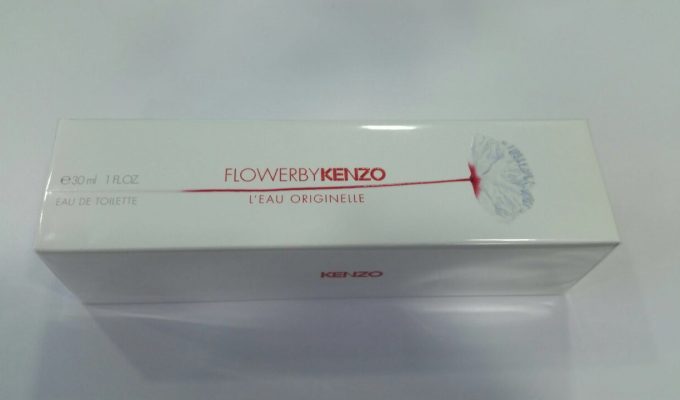 ℮30 ml 1 FL.OZ.
EAU DE TOILETTE
FLOWERBYKENZO
L'EAU ORIGINELLE
KENZO